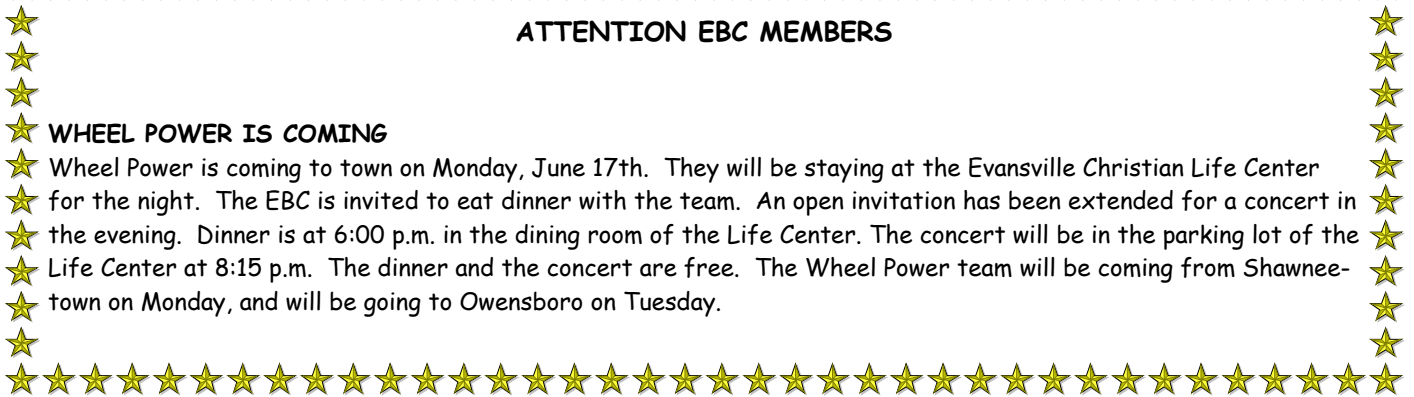 ATTENTION EBC MEMBERS
WHEEL POWER IS COMING
Wheel Power is coming to town on Monday, June 17th.  They will be staying at the Evansville Christian Life Center
for the night.  The EBC is invited to eat dinner with the team.  An open invitation has been extended for a concert in
the evening.  Dinner is at 6:00 p.m. in the dining room of the Life Center. The concert will be in the parking lot of the
Life Center at 8:15 p.m.  The dinner and the concert are free.  The Wheel Power team will be coming from Shawnee-
town on Monday, and will be going to Owensboro on Tuesday.